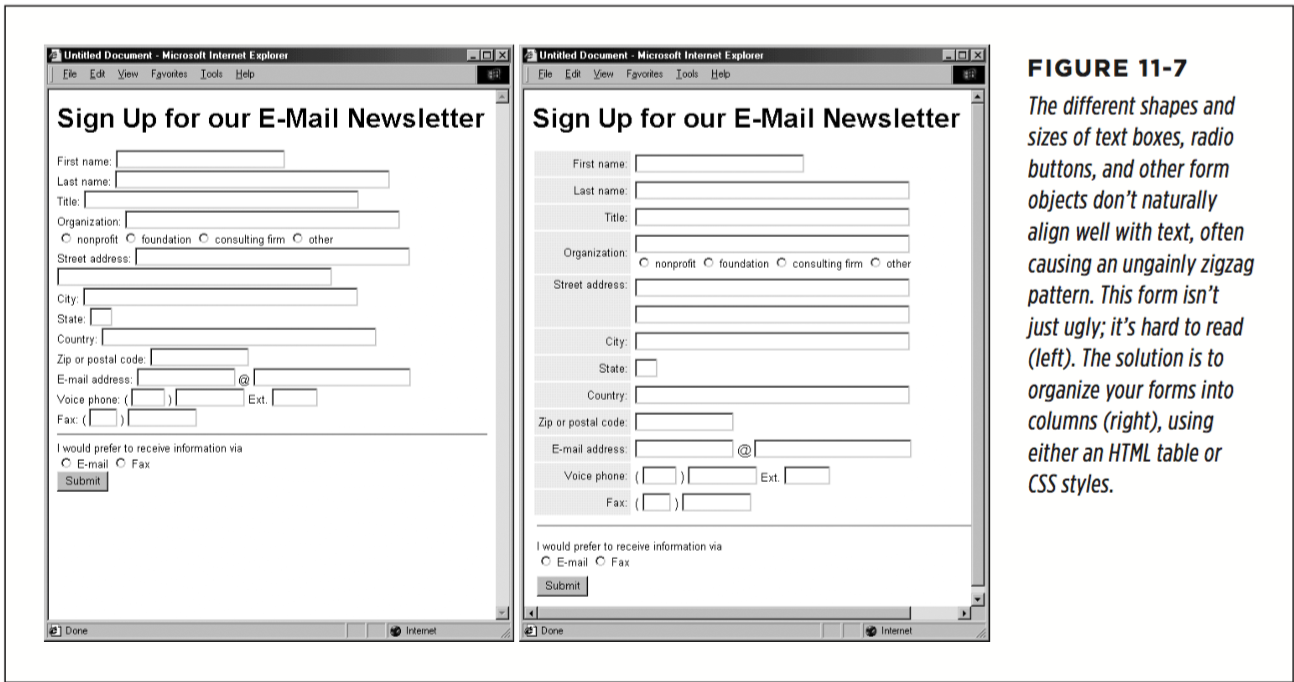 Untitled Document - Microsoft Internet Explorer
File Edit View Favorites Tools Help
Sign Up for our E-Mail Newsletter
First name:
Last name:
Title:
Organization:
nonprofit foundation consulting firm other
Street address:
City:
State:
Country:
Zip or postal code:
E-mail address: @
Voice phone: ( ) Ext.
Fax: ( )
I would prefer to receive information via
E-mail Fax
Submit
Done Internet
Untitled Document - Microsoft Internet Explorer
File Edit View Favorites Tools Help
Sign Up for our E-Mail Newsletter
First name:
Last name:
Title:
Organization:
nonprofit foundation consulting firm other
Street address:
City:
State:
Country:
Zip or postal code:
E-mail address: @
Voice phone: ( ) Ext.
Fax: ( )
I would prefer to receive information via
E-mail Fax
Submit
Done Internet
FIGURE 11-7
The different shapes and
sizes of text boxes, radio
buttons, and other form
objects don't naturally
align well with text, often
causing an ungainly zigzag
pattern. This form isn't
just ugly; it's hard to read
(left). The solution is to
organize your forms into
columns (right), using
either an HTML table or
CSS styles.